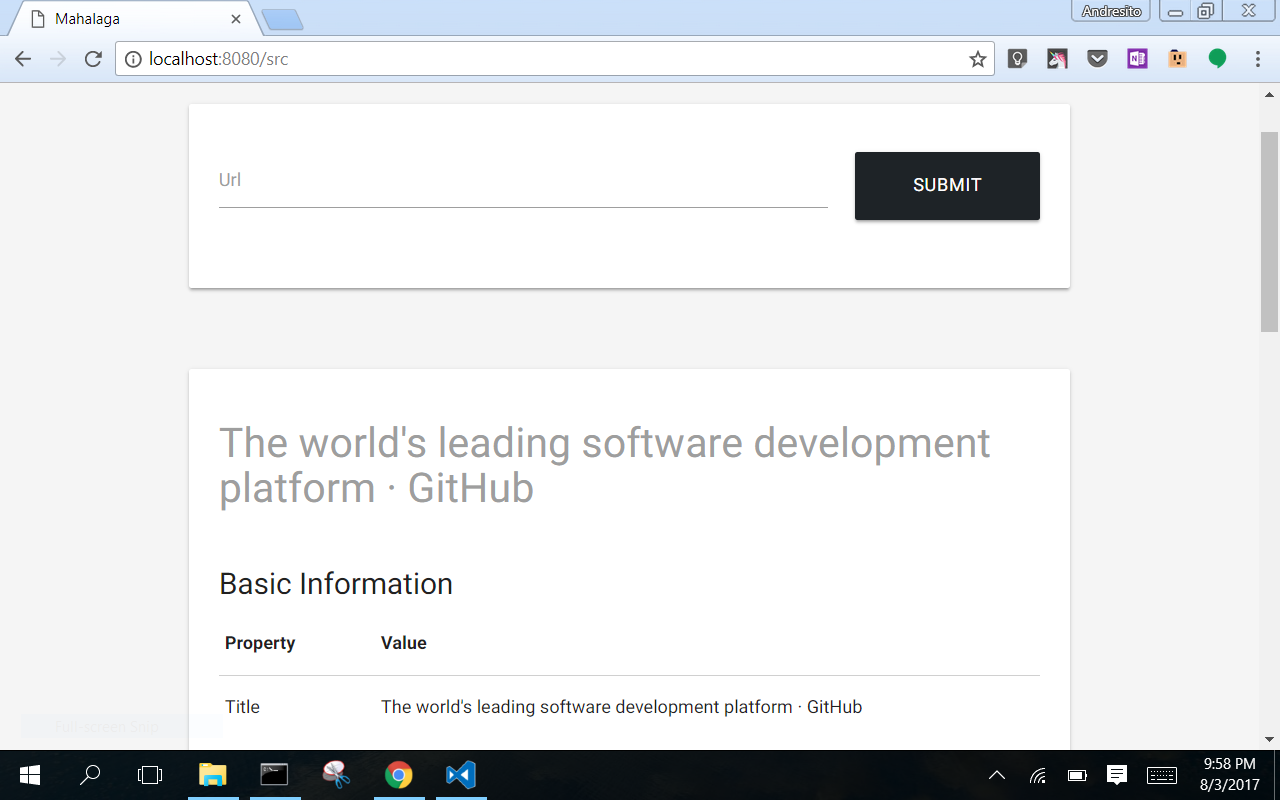 Mahalaga
Andresito
localhost:8080/src
Url
SUBMIT
The world's leading software development
platform · GitHub
Basic Information
Property Value
Title The world's leading software development platform · GitHub
Full-screen Snip
9:58 PM
8/3/2017